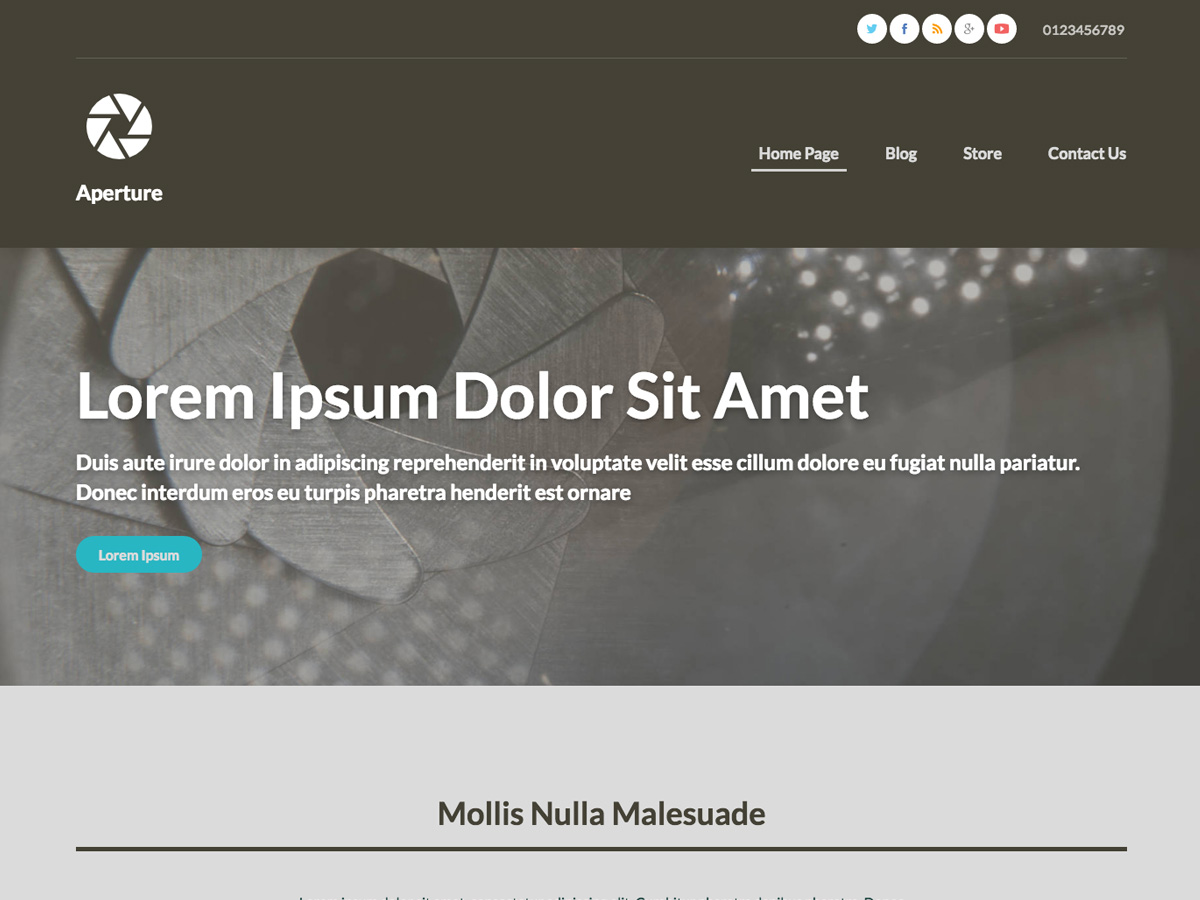 0123456789
Aperture
Home Page Blog Store Contact Us
Lorem Ipsum Dolor Sit Amet
Duis aute irure dolor in adipiscing reprehenderit in voluptate velit esse cillum dolore eu fugiat nulla pariatur.
Donec interdum eros eu turpis pharetra henderit est ornare
Lorem Ipsum
Mollis Nulla Malesuade